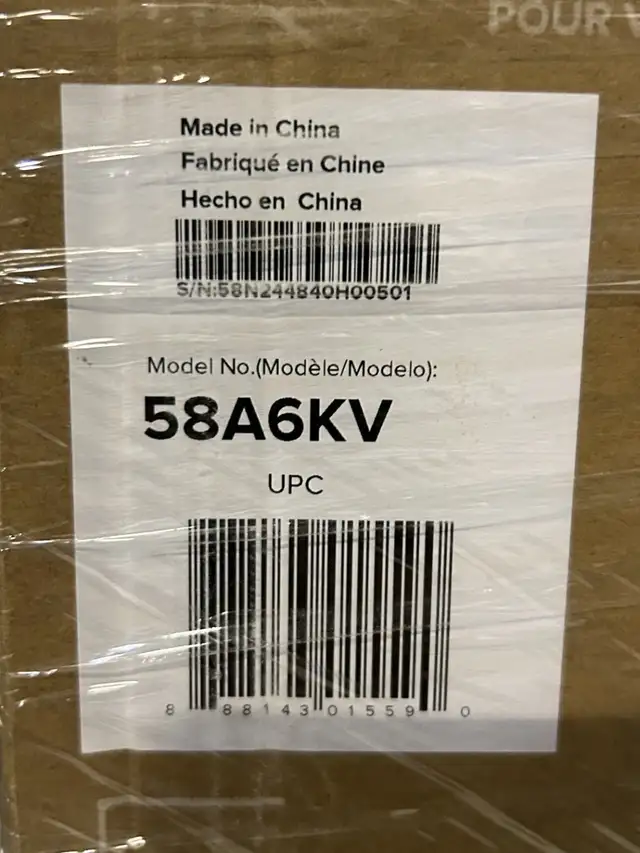 POUR
Made in China
Fabriqué en Chine
Hecho en China
S/N:58N244840H00501
Model No.(Modèle/Modelo):
58A6KV
UPC
8 88143 01559 0